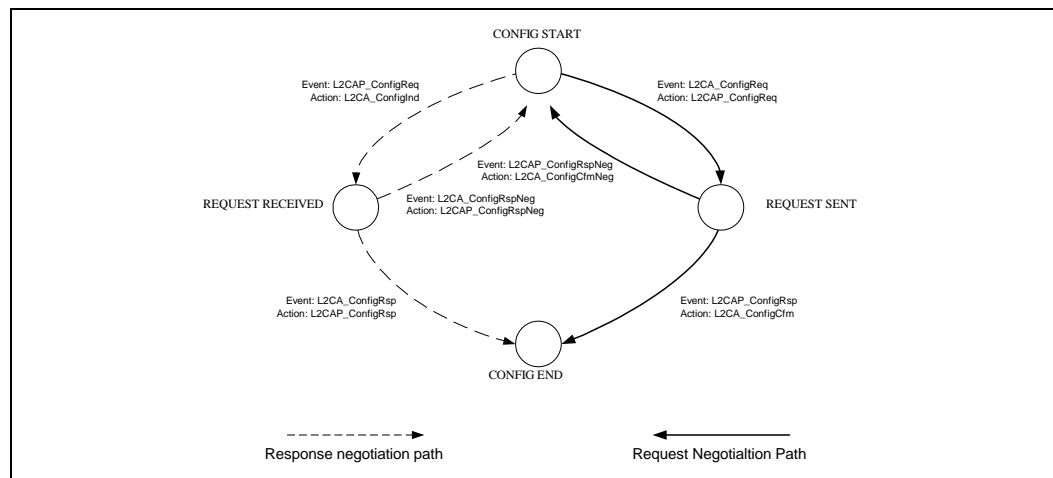 CONFIG START
Event: L2CAP_ConfigReq
Action: L2CA_ConfigInd
Event: L2CA_ConfigReq
Action: L2CAP_ConfigReq
Event: L2CAP_ConfigRspNeg
Action: L2CA_ConfigCfmNeg
REQUEST RECEIVED
Event: L2CA_ConfigRspNeg
Action: L2CAP_ConfigRspNeg
REQUEST SENT
Event: L2CA_ConfigRsp
Action: L2CAP_ConfigRsp
Event: L2CAP_ConfigRsp
Action: L2CA_ConfigCfm
CONFIG END
Response negotiation path
Request Negotialtion Path